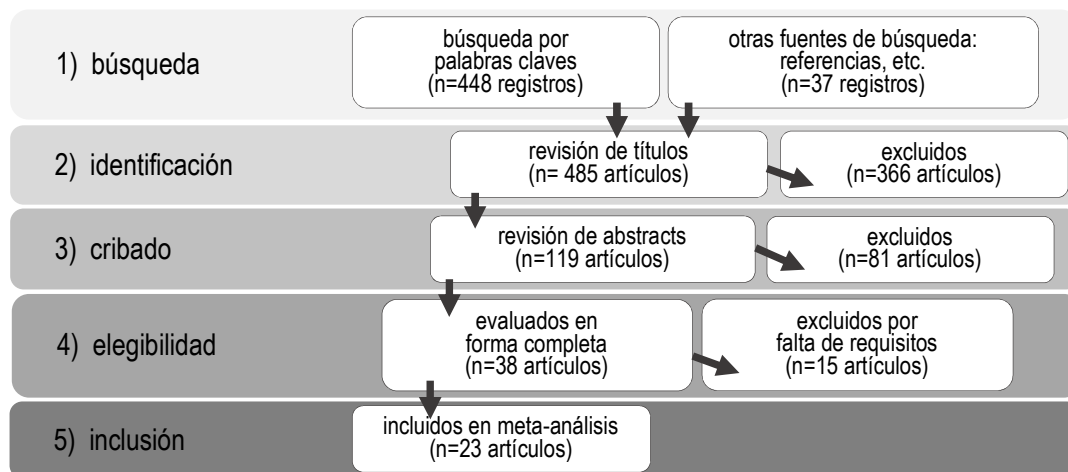 1) búsqueda
búsqueda por
palabras claves
(n=448 registros)
otras fuentes de búsqueda:
referencias, etc.
(n=37 registros)
2) identificación
revisión de títulos
(n= 485 artículos)
excluidos
(n=366 artículos)
3) cribado
revisión de abstracts
(n=119 artículos)
excluidos
(n=81 artículos)
4) elegibilidad
evaluados en
forma completa
(n=38 artículos)
excluidos por
falta de requisitos
(n=15 artículos)
5) inclusión
incluidos en meta-análisis
(n=23 artículos)